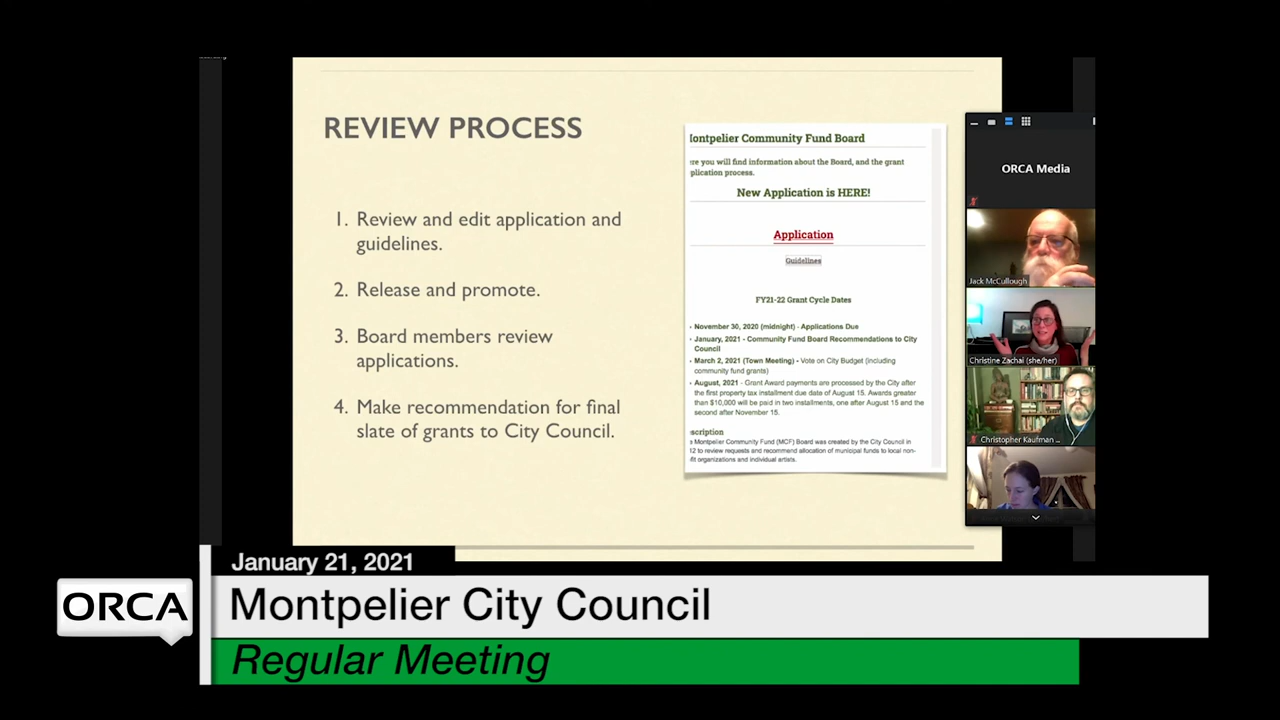 REVIEW PROCESS
1. Review and edit application and
guidelines.
2. Release and promote.
3. Board members review
applications.
4. Make recommendation for final
slate of grants to City Council.
ontpelier Community Fund Board
re you will find information about the Board, and the grant
plication process.
New Application is HERE!
Application
Guidelines
FY21-22 Grant Cycle Dates
November 30, 2020 (midnight) - Applications Due
January, 2021 - Community Fund Board Recommendations to City
Council
March 2, 2021 (Town Meeting) - Vote on City Budget (including
community fund grants)
August, 2021 - Grant Award payments are processed by the City after
the first property tax installment due date of August 15. Awards greater
than $10,000 will be paid in two installments, one after August 15 and the
second after November 15.
scription
Montpelier Community Fund (MCF) Board was created by the City Council in
12 to review requests and recommend allocation of municipal funds to local non-
fit organizations and individual artists.
ORCA Media
Jack McCullough
Christine Zachai (she/her)
Christopher Kaufman ...
January 21, 2021
ORCA
Montpelier City Council
Regular Meeting